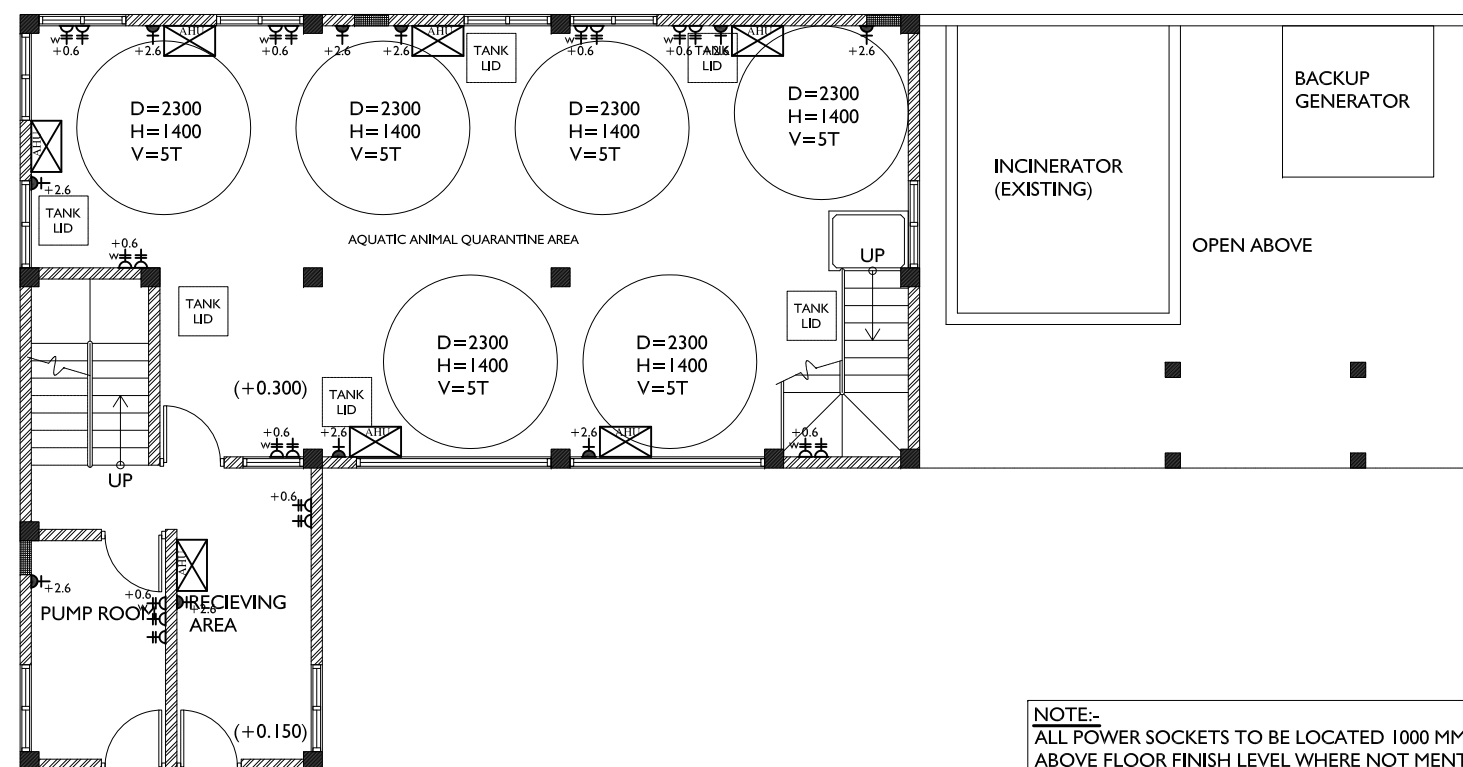 AHU
AHU
AHU
w
+0.6
+2.6
+0.6
+2.6
+2.6
w
+0.6
w
+0.6
+2.6
+2.6
TANK
LID
TANK
LID
D=2300
H=1400
V=5T
D=2300
H=1400
V=5T
D=2300
H=1400
V=5T
D=2300
H=1400
V=5T
BACKUP
GENERATOR
AHU
+2.6
INCINERATOR
(EXISTING)
TANK
LID
w
+0.6
AQUATIC ANIMAL QUARANTINE AREA
UP
OPEN ABOVE
TANK
LID
TANK
LID
D=2300
H=1400
V=5T
D=2300
H=1400
V=5T
(+0.300)
TANK
LID
w
+0.6
+2.6
AHU
+2.6
AHU
w
+0.6
UP
+0.6
AHU
+2.6
+0.6
w
+2.6
PUMP ROOM
RECIEVING
AREA
(+0.150)
NOTE:-
ALL POWER SOCKETS TO BE LOCATED 1000 MM
ABOVE FLOOR FINISH LEVEL WHERE NOT MENT